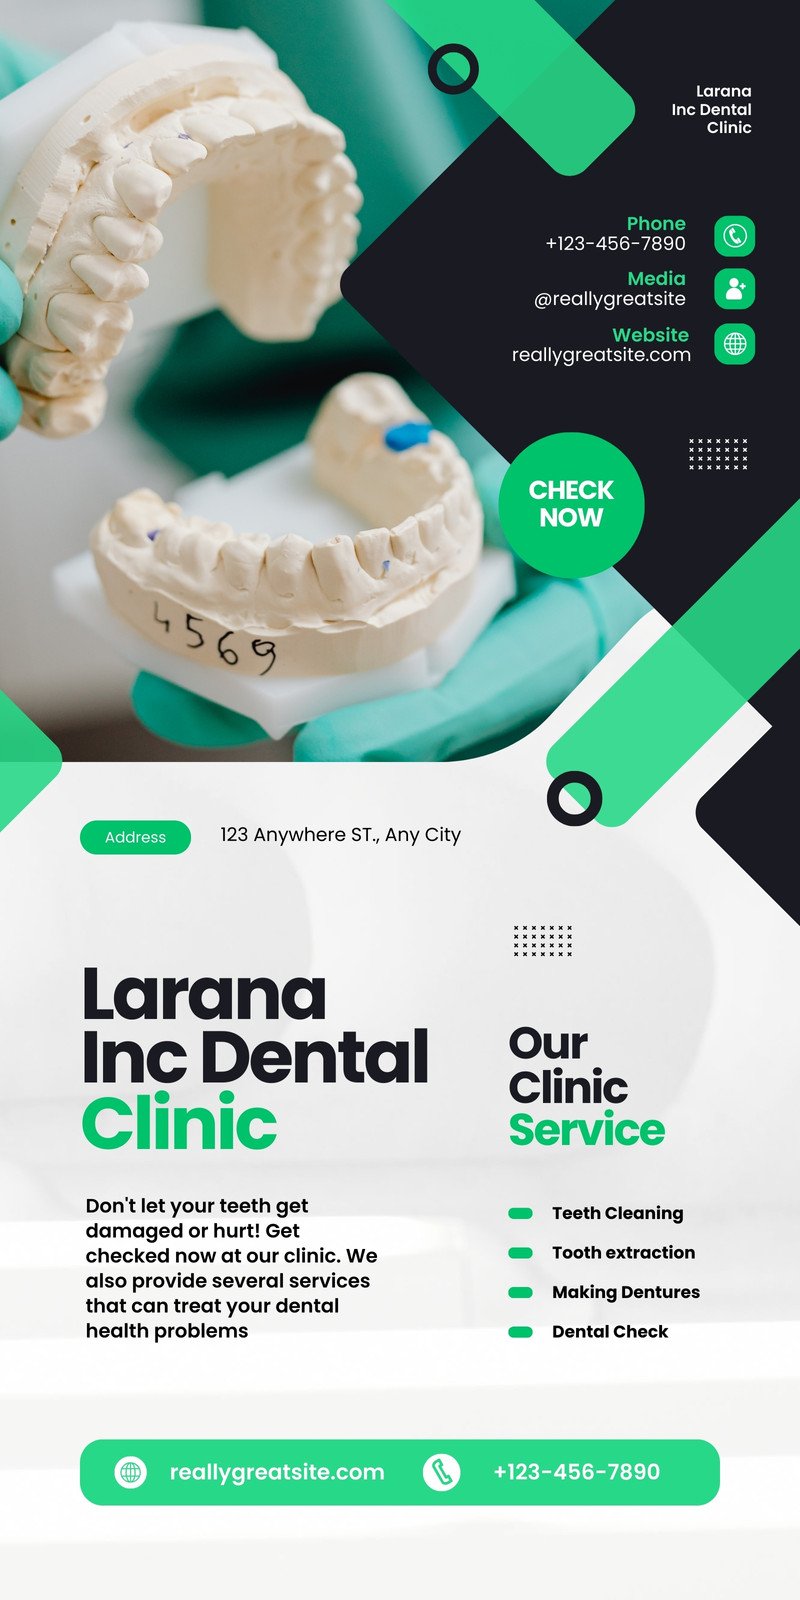 Larana
Inc Dental
Clinic
Phone
+123-456-7890
Media
@reallygreatsite
Website
reallygreatsite.com
CHECK
NOW
4569
Address
123 Anywhere ST., Any City
Larana
Inc Dental
Clinic
Don't let your teeth get
damaged or hurt! Get
checked now at our clinic. We
also provide several services
that can treat your dental
health problems
Our
Clinic
Service
Teeth Cleaning
Tooth extraction
Making Dentures
Dental Check
reallygreatsite.com
+123-456-7890